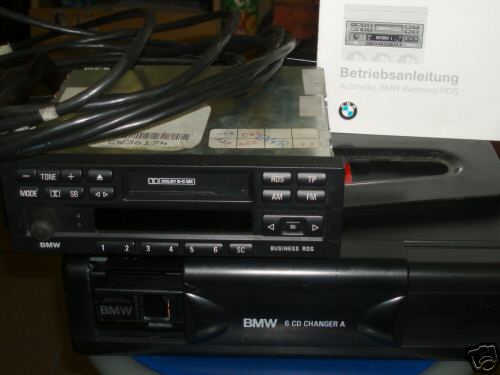 Betriebsanleitung
Autoradio BMW Business RDS
TONE
DOLBY B-C NR
RDS TP
MODE SB
AM FM
m
BMW
1 2 3 4 5 6 SC
BUSINESS RDS
BMW
BMW 6 CD CHANGER A